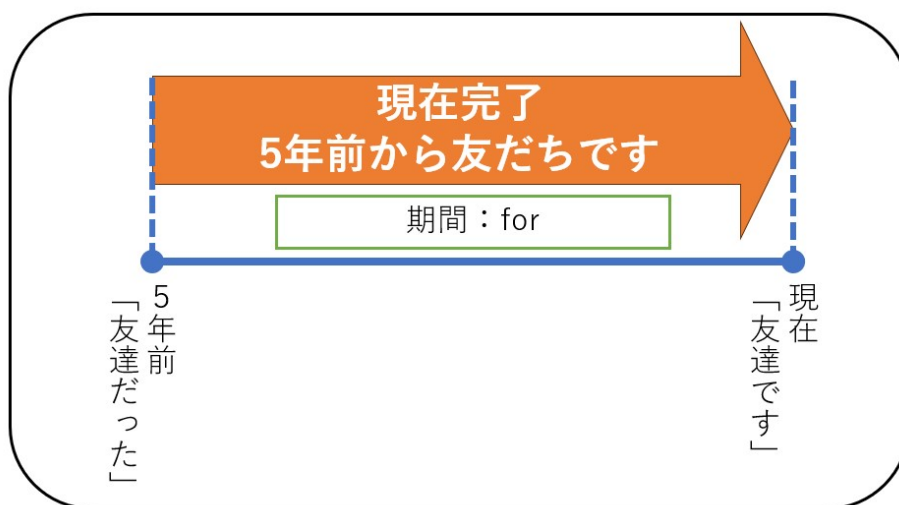 現在完了
5年前から友だちです
期間：for
5年前
「友達だった」
現在
「友達です」